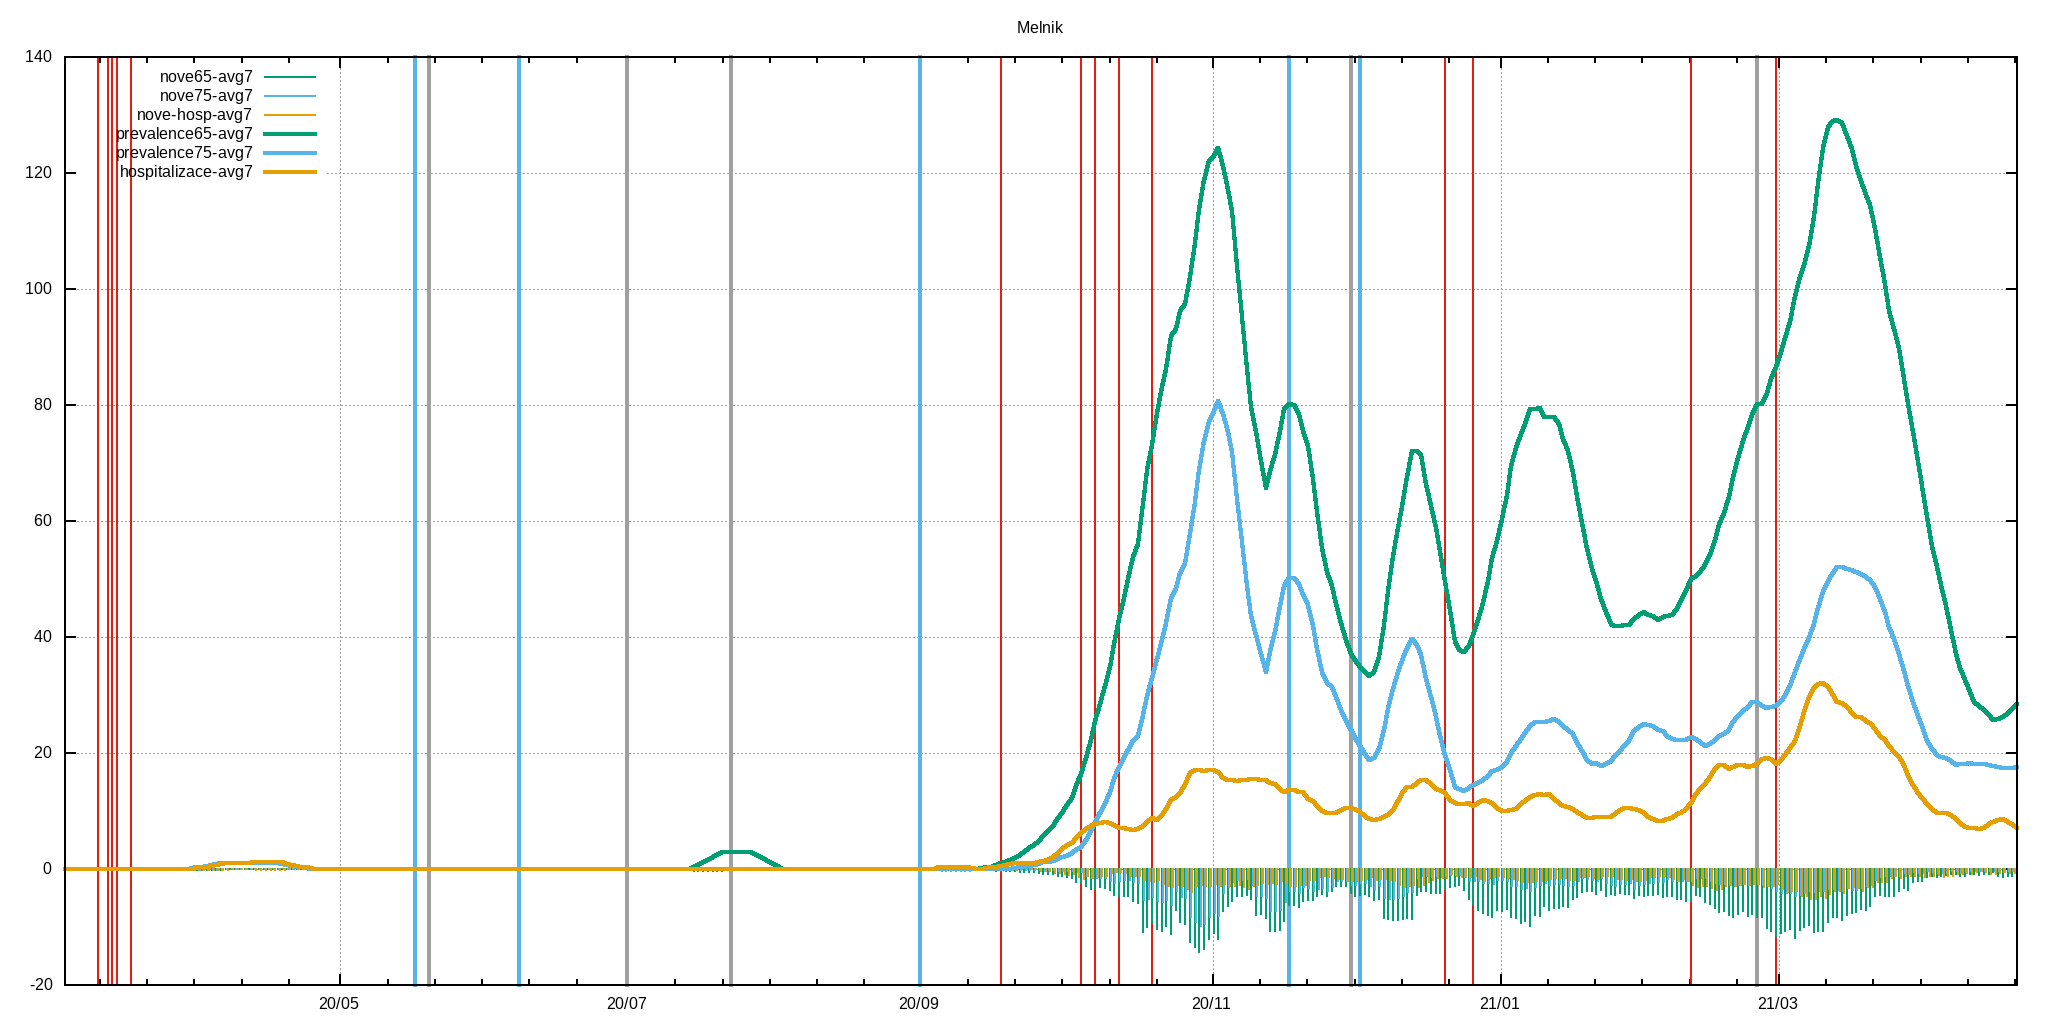 Melnik
140
120
100
80
60
40
20
0
-20
nove65-avg7
nove75-avg7
nove-hosp-avg7
prevalence65-avg7
prevalence75-avg7
hospitalizace-avg7
20/05
20/07
20/09
20/11
21/01
21/03